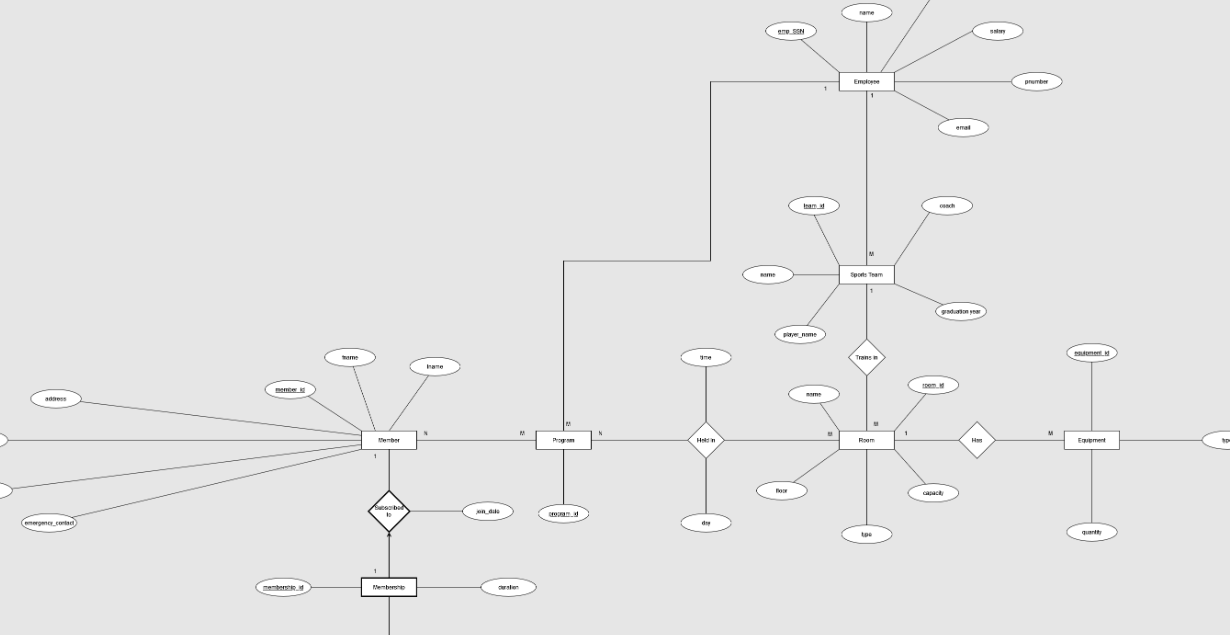 name
emp_SSN
salary
Employee
pnumber
1
1
email
team_id
coach
M
name
Sports Team
1
graduation year
player_name
Trains in
time
fname
lname
equipment_id
member_id
room_id
name
address
M
M
M
1
M
N
Member
M
Program
N
Held in
Room
Has
Equipment
1
floor
capacity
Subscribed
to
join_date
program_id
emergency_contact
day
type
quantity
1
membership_id
Membership
duration